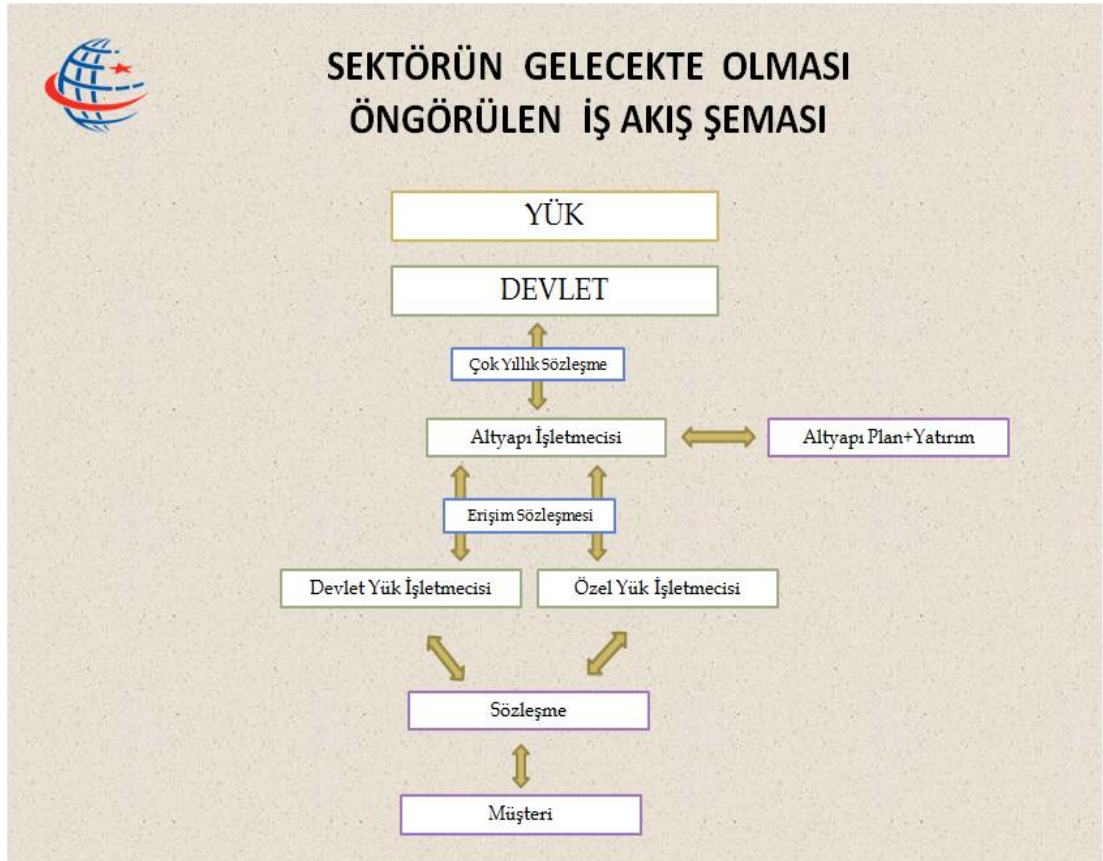 SEKTÖRÜN GELECEKTE OLMASI
ÖNGÖRÜLEN İŞ AKIŞ ŞEMASI
YÜK
DEVLET
Çok Yıllık Sözleşme
Altyapı İşletmecisi
Altyapı Plan+Yatırım
Erişim Sözleşmesi
Devlet Yük İşletmecisi
Özel Yük İşletmecisi
Sözleşme
Müşteri